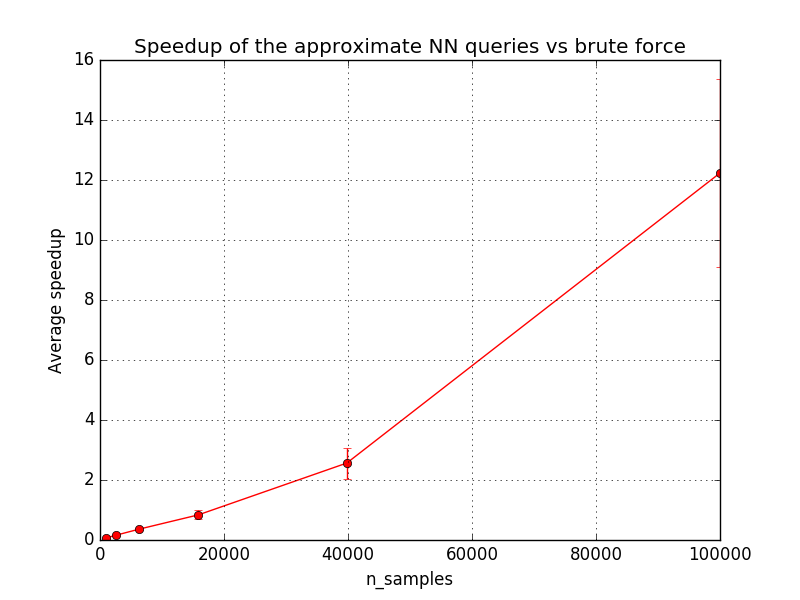 Speedup of the approximate NN queries vs brute force
16
14
12
10
8
6
4
2
0
Average speedup
0 20000 40000 60000 80000 100000
n_samples